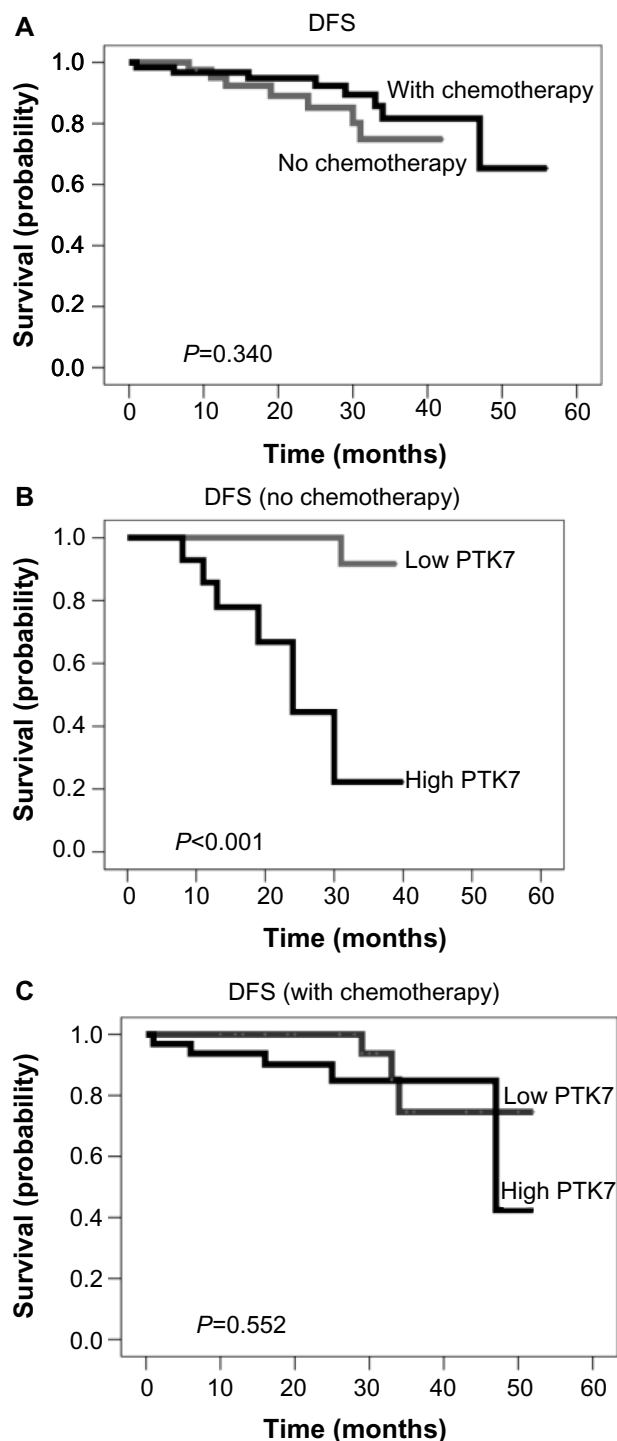 A
DFS
Survival (probability)
1.0
0.8
0.6
0.4
0.2
0.0
With chemotherapy
No chemotherapy
P=0.340
0 10 20 30 40 50 60
Time (months)
B
DFS (no chemotherapy)
Survival (probability)
1.0
0.8
0.6
0.4
0.2
0.0
Low PTK7
High PTK7
P<0.001
0 10 20 30 40 50 60
Time (months)
C
DFS (with chemotherapy)
Survival (probability)
1.0
0.8
0.6
0.4
0.2
0.0
Low PTK7
High PTK7
P=0.552
0 10 20 30 40 50 60
Time (months)